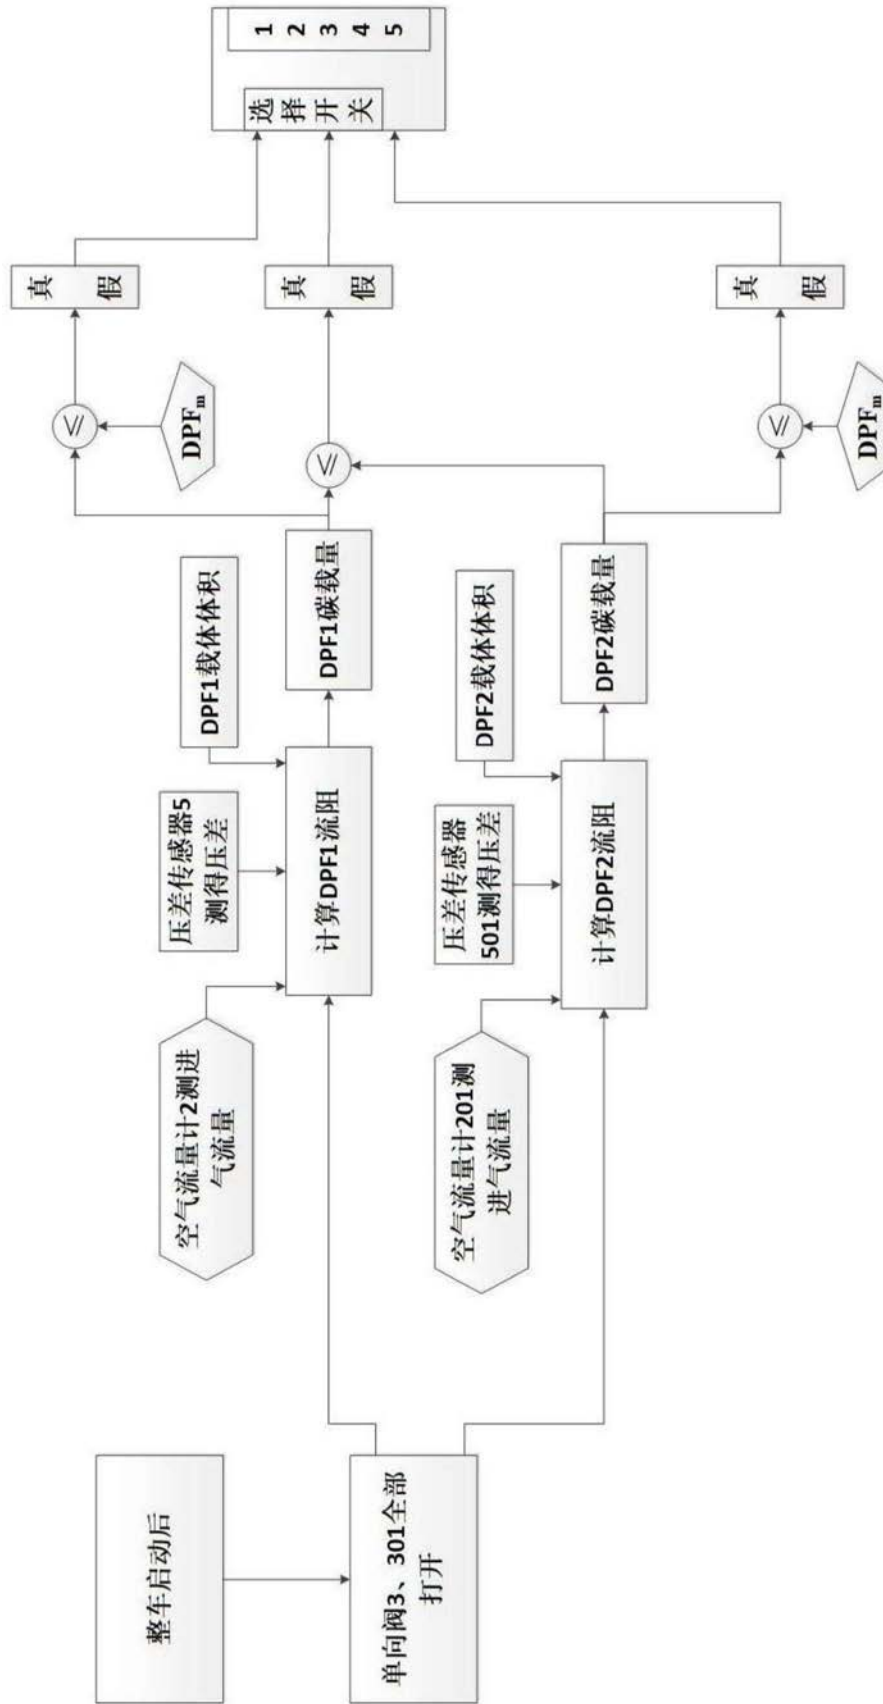 整车启动后
单向阀3、301全部
打开
空气流量计2测进
气流量
压差传感器5
测得压差
DPF1载体体积
计算DPF1流阻
DPF1碳载量
≤
DPFm
真
假
≤
真
假
空气流量计201测
进气流量
压差传感器
501测得压差
DPF2载体体积
计算DPF2流阻
DPF2碳载量
≤
DPFm
真
假
选择开关
1
2
3
4
5